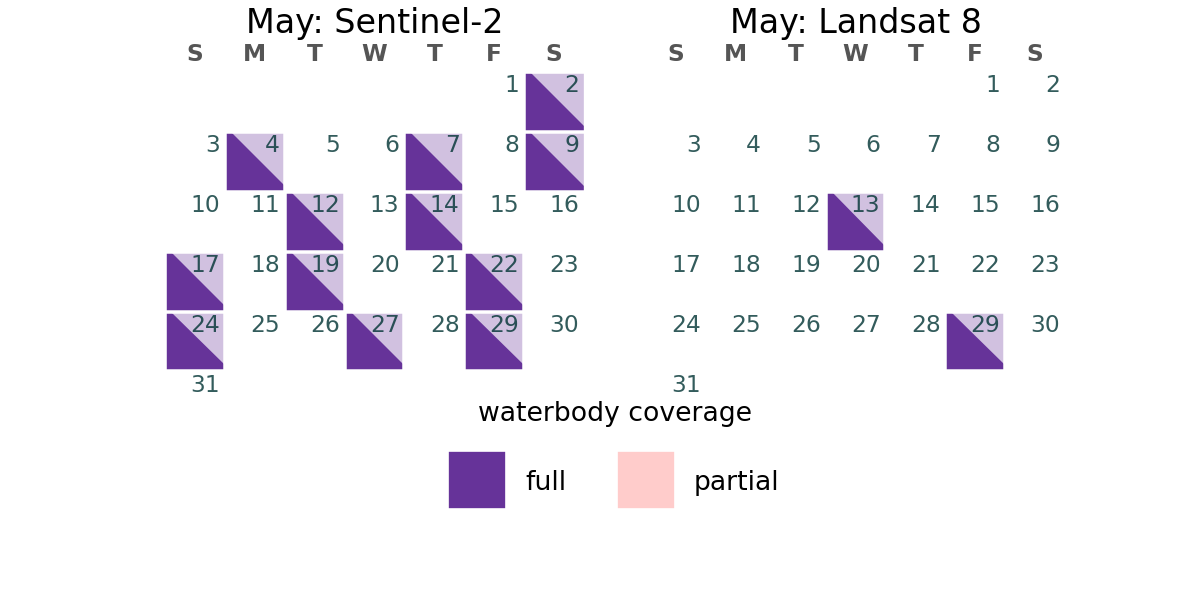 May: Sentinel-2
S M T W T F S
1 2
3 4 5 6 7 8 9
10 11 12 13 14 15 16
17 18 19 20 21 22 23
24 25 26 27 28 29 30
31
May: Landsat 8
S M T W T F S
1 2
3 4 5 6 7 8 9
10 11 12 13 14 15 16
17 18 19 20 21 22 23
24 25 26 27 28 29 30
31
waterbody coverage
full
partial